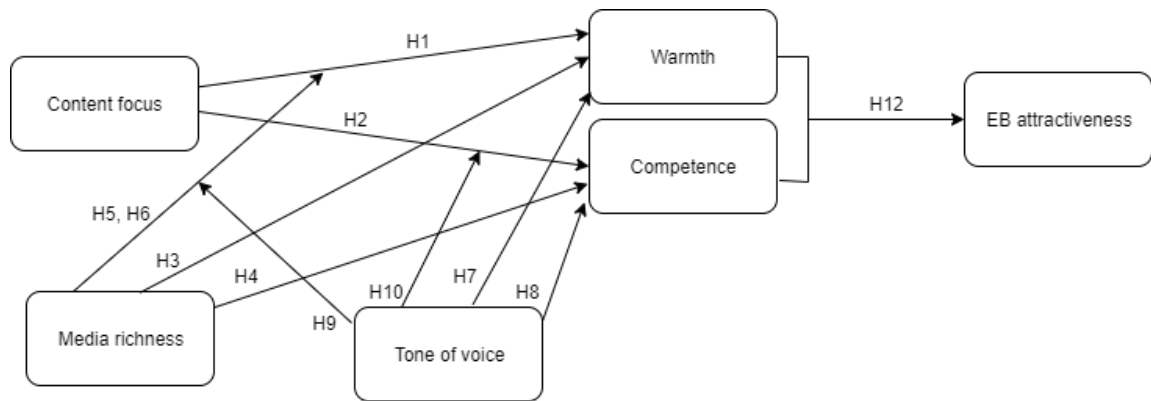 H1
Warmth
Content focus
H2
H12
EB attractiveness
Competence
H5, H6
H3
H4
H7
H8
H10
H9
Media richness
Tone of voice